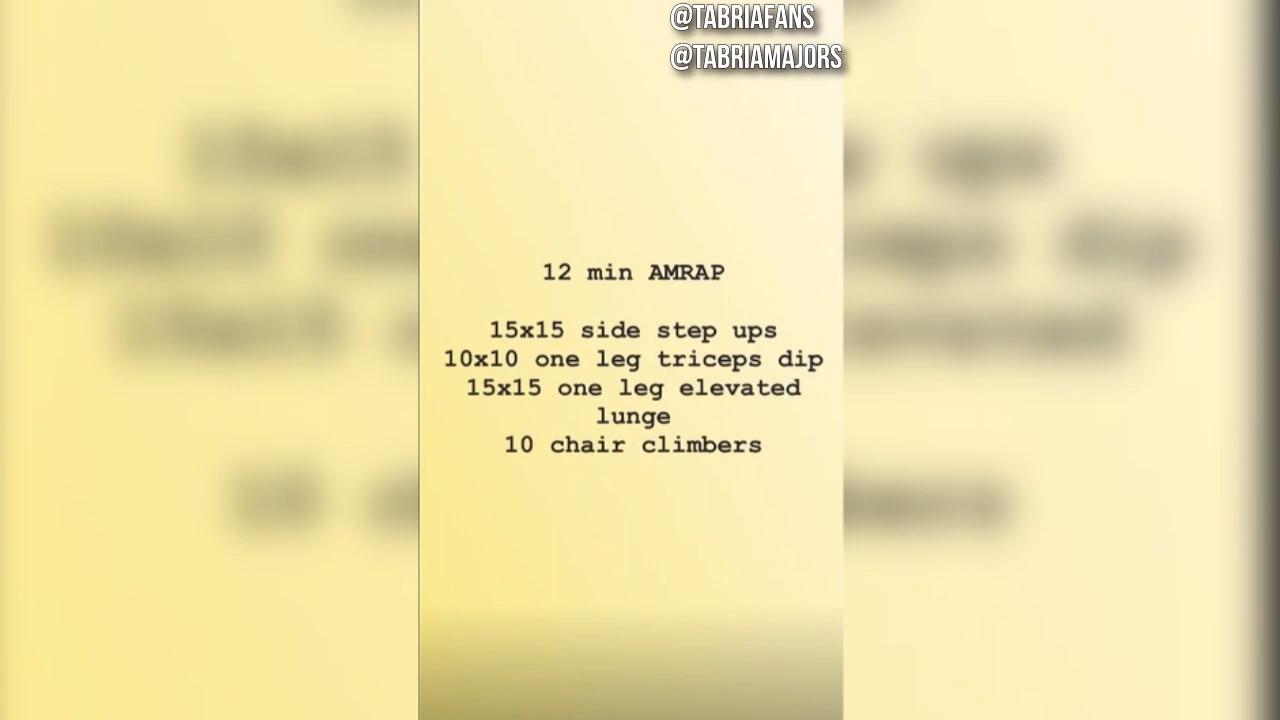 @TABRIAFANS
@TABRIAMAJORS
12 min AMRAP
15x15 side step ups
10x10 one leg triceps dip
15x15 one leg elevated
lunge
10 chair climbers